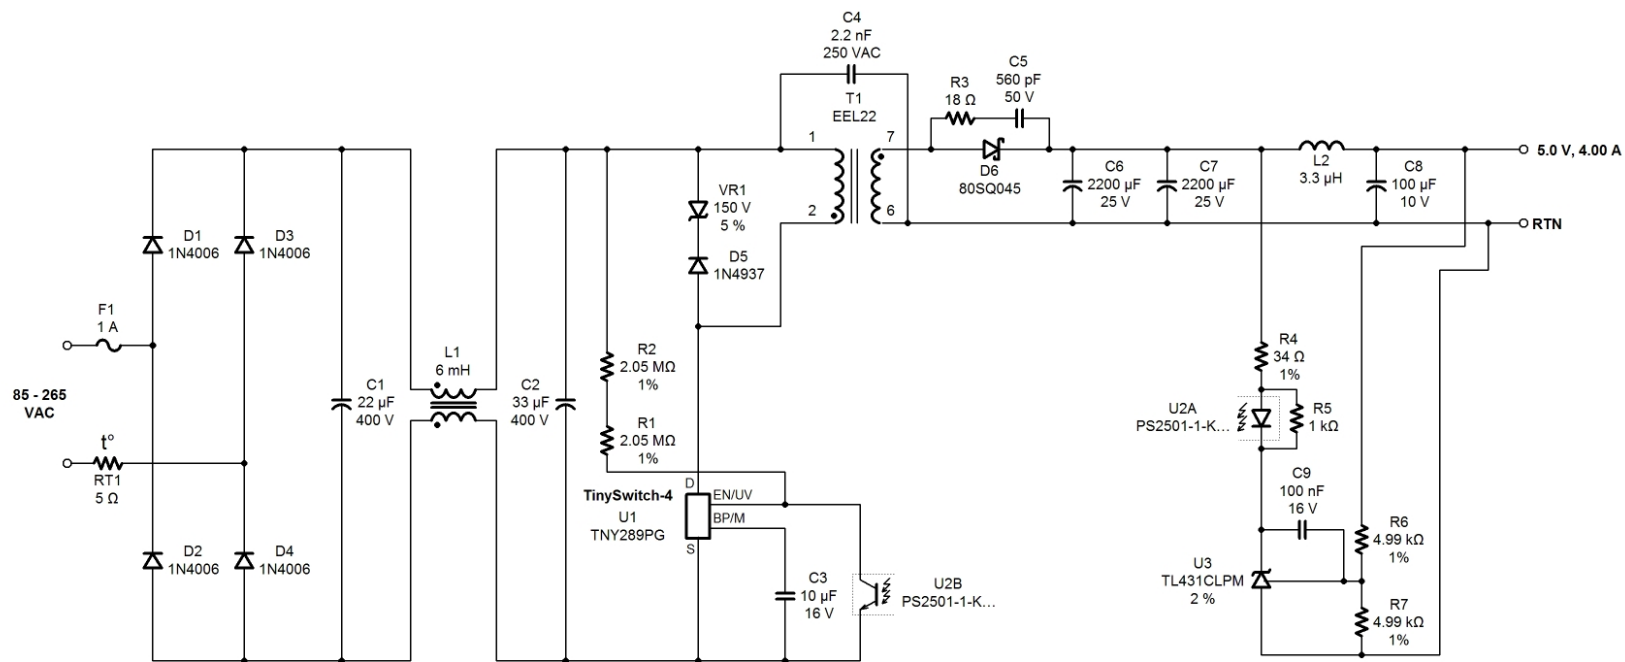 C4
2.2 nF
250 VAC
T1
EEL22
R3
18 Ω
C5
560 pF
50 V
1
2
7
6
D6
80SQ045
C6
2200 µF
25 V
C7
2200 µF
25 V
L2
3.3 µH
C8
100 µF
10 V
5.0 V, 4.00 A
RTN
VR1
150 V
5 %
D5
1N4937
D1
1N4006
D3
1N4006
F1
1 A
85 - 265
VAC
t°
RT1
5 Ω
D2
1N4006
D4
1N4006
C1
22 µF
400 V
L1
6 mH
C2
33 µF
400 V
R2
2.05 MΩ
1%
R1
2.05 MΩ
1%
TinySwitch-4
U1
TNY289PG
D
EN/UV
BP/M
S
C3
10 µF
16 V
U2B
PS2501-1-K...
R4
34 Ω
1%
U2A
PS2501-1-K...
R5
1 kΩ
C9
100 nF
16 V
U3
TL431CLPM
2 %
R6
4.99 kΩ
1%
R7
4.99 kΩ
1%